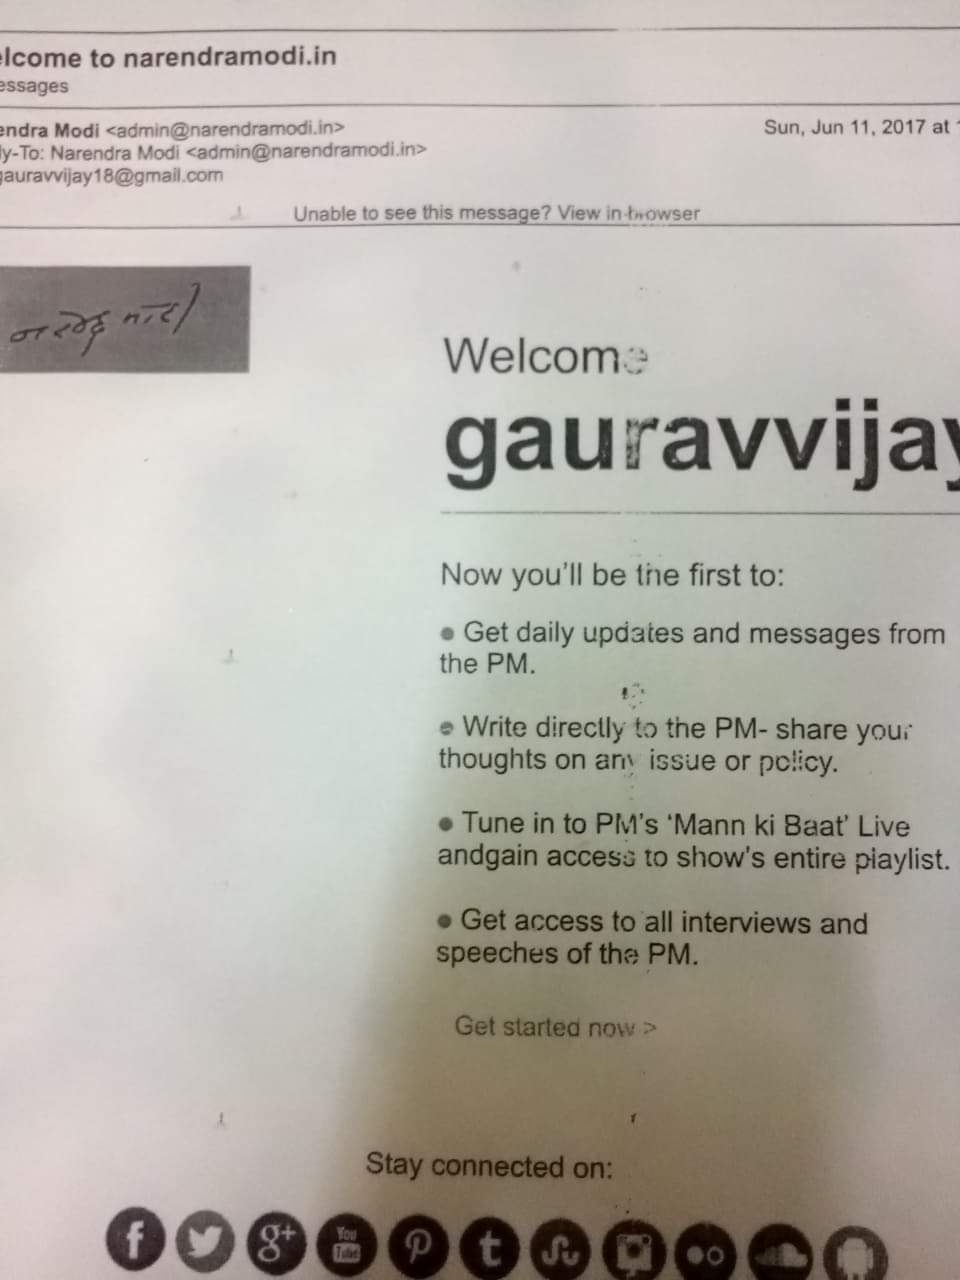 elcome to narendramodi.in
essages
endra Modi <admin@narendramodi.in>
Sun, Jun 11, 2017 at
ly-To: Narendra Modi <admin@narendramodi.in>
gauravvijay18@gmail.com
Unable to see this message? View in browser
नरेन्द्र मोदी
Welcome
gauravvijay
Now you'll be the first to:
● Get daily updates and messages from
the PM.
● Write directly to the PM- share your
thoughts on any issue or policy.
● Tune in to PM's ‘Mann ki Baat’ Live
andgain access to show's entire playlist.
● Get access to all interviews and
speeches of the PM.
Get started now >
Stay connected on:
f g+ You Tube t